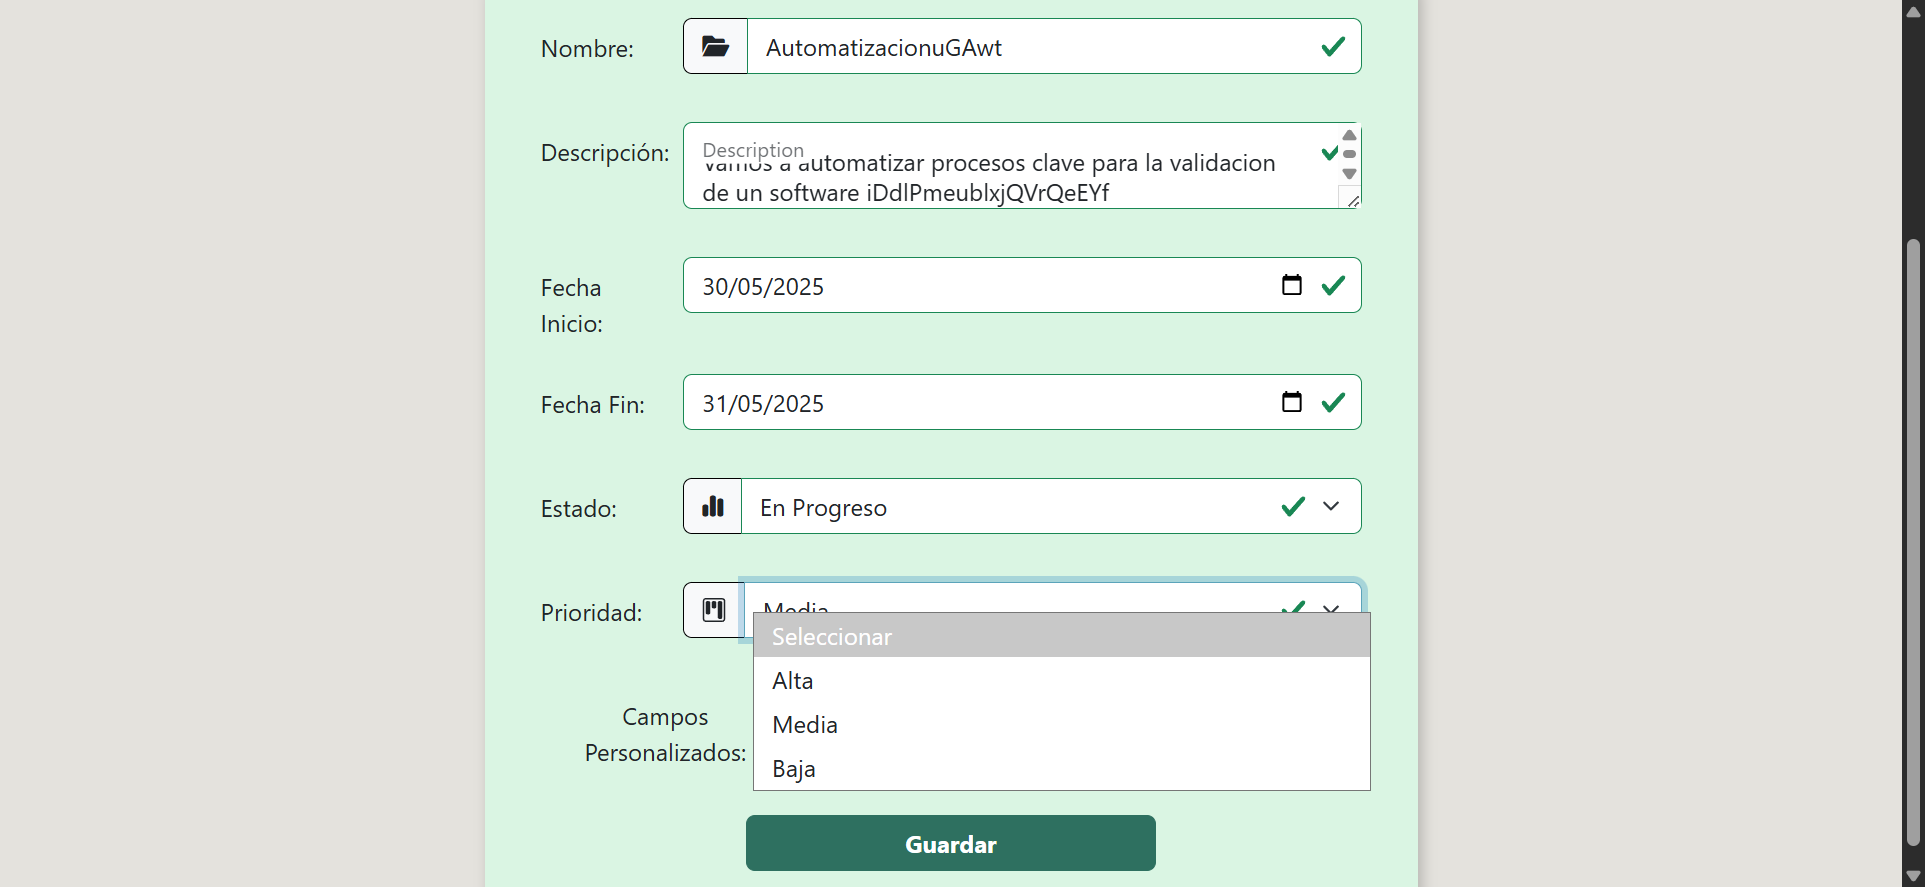 Nombre:
AutomatizacionuGAwt
Descripción:
Description
Vamos a automatizar procesos clave para la validacion
de un software iDdlPmeublxjQVrQeEYf
Fecha
Inicio:
30/05/2025
Fecha Fin:
31/05/2025
Estado:
En Progreso
Prioridad:
Media
Seleccionar
Alta
Media
Baja
Campos
Personalizados:
Guardar